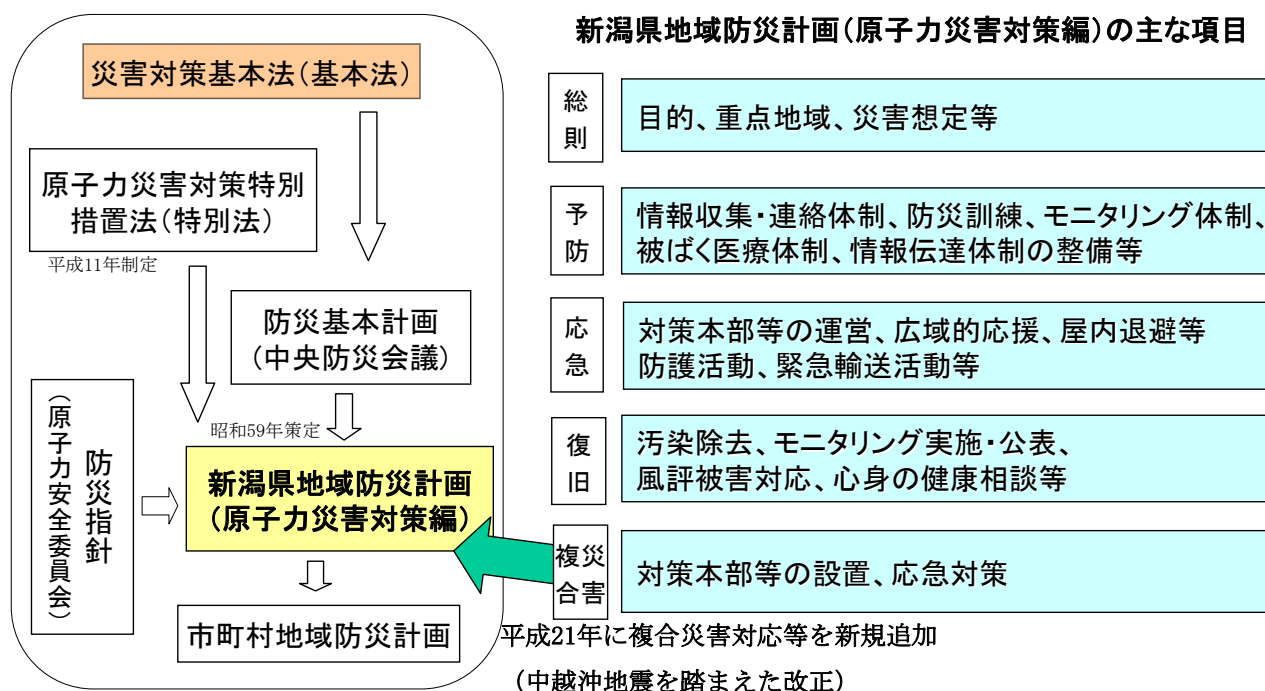 災害対策基本法(基本法)
原子力災害対策特別
措置法(特別法)
平成11年制定
防災基本計画
(中央防災会議)
昭和59年策定
防災指針
(原子力安全委員会)
新潟県地域防災計画
(原子力災害対策編)
市町村地域防災計画
新潟県地域防災計画(原子力災害対策編)の主な項目
総則
目的、重点地域、災害想定等
予防
情報収集・連絡体制、防災訓練、モニタリング体制、
被ばく医療体制、情報伝達体制の整備等
応急
対策本部等の運営、広域的応援、屋内退避等
防護活動、緊急輸送活動等
復旧
汚染除去、モニタリング実施・公表、
風評被害対応、心身の健康相談等
複合災害
対策本部等の設置、応急対策
平成21年に複合災害対応等を新規追加
(中越沖地震を踏まえた改正)